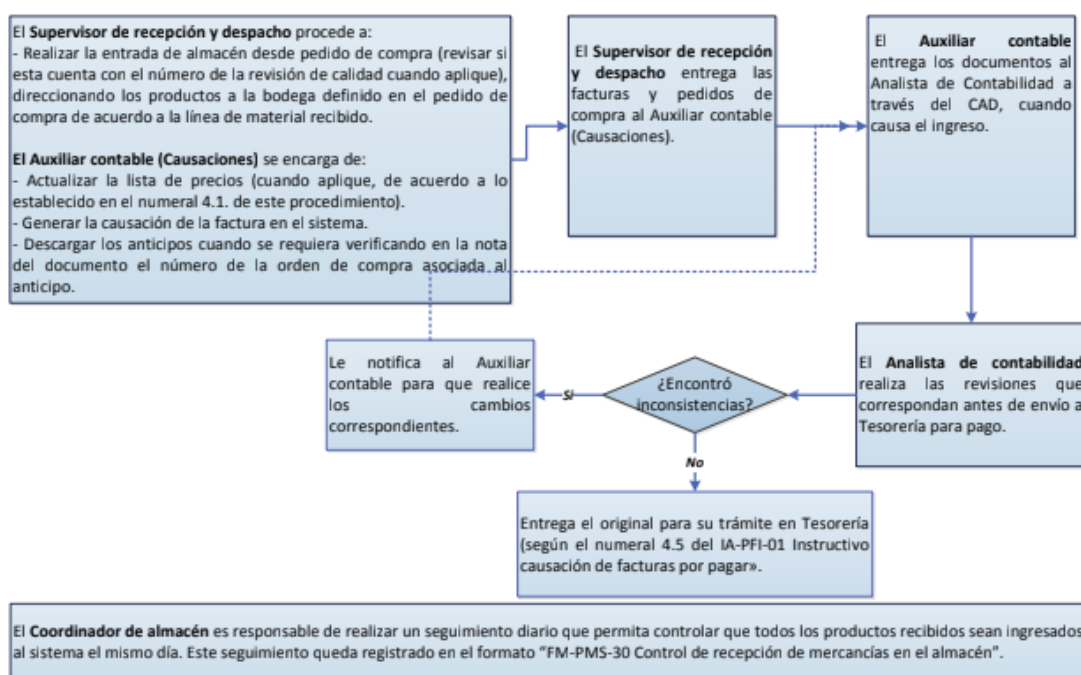 El Supervisor de recepción y despacho procede a:
- Realizar la entrada de almacén desde pedido de compra (revisar si
esta cuenta con el número de la revisión de calidad cuando aplique),
direccionando los productos a la bodega definido en el pedido de
compra de acuerdo a la línea de material recibido.
El Auxiliar contable (Causaciones) se encarga de:
- Actualizar la lista de precios (cuando aplique, de acuerdo a lo
establecido en el numeral 4.1. de este procedimiento).
- Generar la causación de la factura en el sistema.
- Descargar los anticipos cuando se requiera verificando en la nota
del documento el número de la orden de compra asociada al
anticipo.
El Supervisor de recepción
y despacho entrega las
facturas y pedidos de
compra al Auxiliar contable
(Causaciones).
El Auxiliar contable
entrega los documentos al
Analista de Contabilidad a
través del CAD, cuando
causa el ingreso.
El Analista de contabilidad
realiza las revisiones que
correspondan antes de envío a
Tesorería para pago.
¿Encontró
inconsistencias?
Si
Le notifica al Auxiliar
contable para que realice
los cambios
correspondientes.
No
Entrega el original para su trámite en Tesorería
(según el numeral 4.5 del IA-PFI-01 Instructivo
causación de facturas por pagar».
El Coordinador de almacén es responsable de realizar un seguimiento diario que permita controlar que todos los productos recibidos sean ingresados
al sistema el mismo día. Este seguimiento queda registrado en el formato “FM-PMS-30 Control de recepción de mercancías en el almacén”.